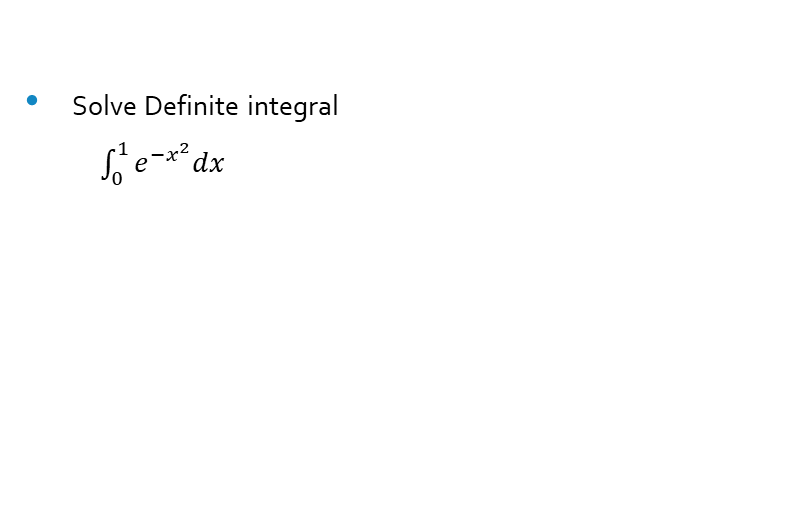 Solve Definite integral
∫₀¹ e^{-x²} dx